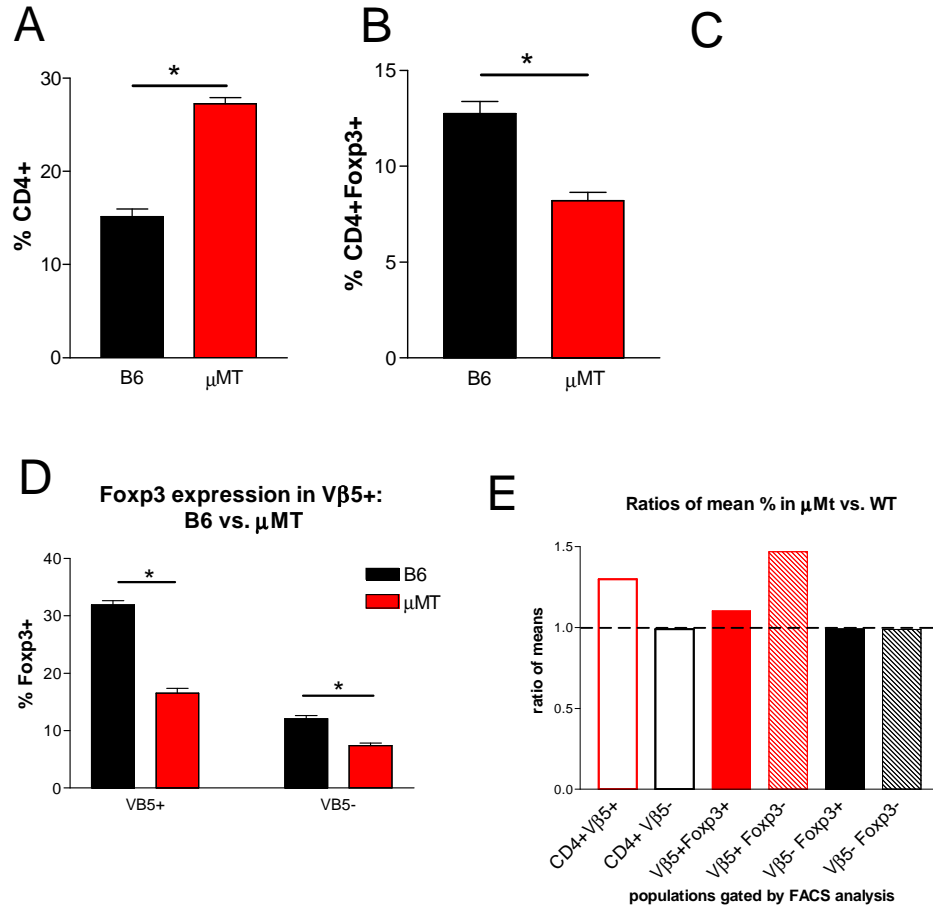 A
B
C
*
30
20
10
0
% CD4+
B6
μMT
*
15
10
5
0
% CD4+Foxp3+
B6
μMT
D
Foxp3 expression in Vβ5+:
B6 vs. μMT
40
30
20
10
0
% Foxp3+
*
*
B6
μMT
VB5+
VB5-
E
Ratios of mean % in μMt vs. WT
1.5
1.0
0.5
0.0
ratio of means
CD4+Vβ5+
CD4+ Vβ5-
Vβ5+Foxp3+
Vβ5+ Foxp3-
Vβ5- Foxp3+
Vβ5- Foxp3-
populations gated by FACS analysis